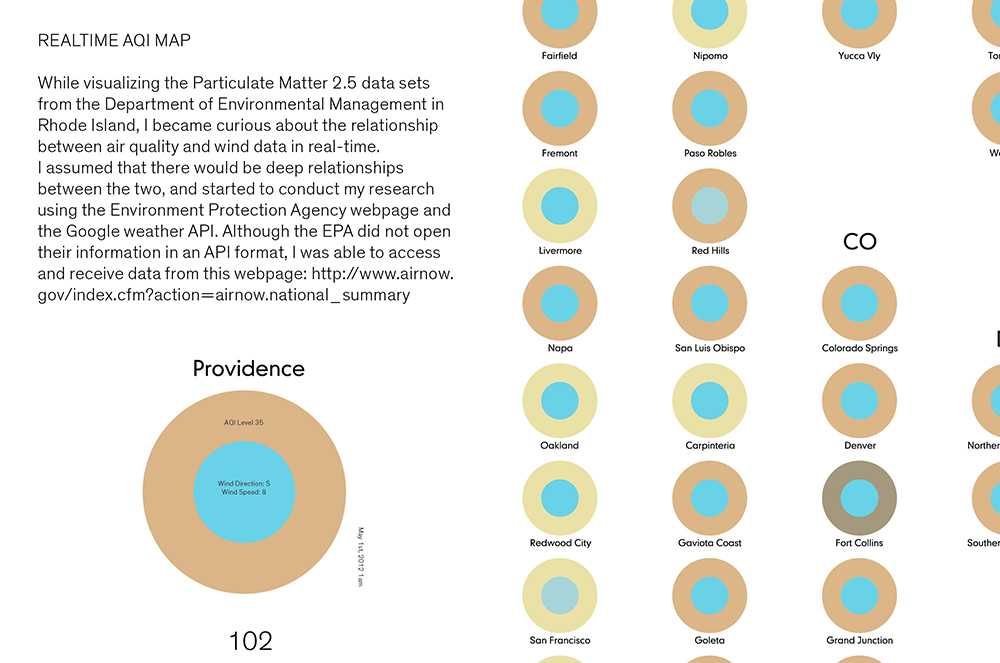 REALTIME AQI MAP
While visualizing the Particulate Matter 2.5 data sets
from the Department of Environmental Management in
Rhode Island, I became curious about the relationship
between air quality and wind data in real-time.
I assumed that there would be deep relationships
between the two, and started to conduct my research
using the Environment Protection Agency webpage and
the Google weather API. Although the EPA did not open
their information in an API format, I was able to access
and receive data from this webpage: http://www.airnow.
gov/index.cfm?action=airnow.national_summary
Providence
AQI Level 35
Wind Direction: S
Wind Speed: 8
May 1st, 2012 1am
102
Fairfield
Fremont
Livermore
Napa
Oakland
Redwood City
San Francisco
Nipomo
Paso Robles
Red Hills
San Luis Obispo
Carpinteria
Gaviota Coast
Goleta
Yucca Vly
CO
Colorado Springs
Denver
Fort Collins
Grand Junction
Northern
Souther